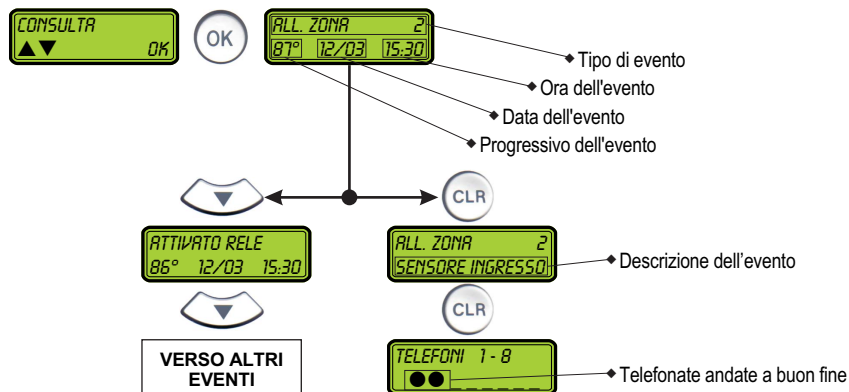 CONSULTA
▲▼ OK
OK
ALL. ZONA 2
87° 12/03 15:30
Tipo di evento
Ora dell'evento
Data dell'evento
Progressivo dell'evento
▼
CLR
ATTIVATO RELE
86° 12/03 15:30
ALL. ZONA 2
SENSORE INGRESSO
Descrizione dell'evento
▼
CLR
VERSO ALTRI
EVENTI
TELEFONI 1 - 8
●● _ _ _ _ _ _
Telefonate andate a buon fine